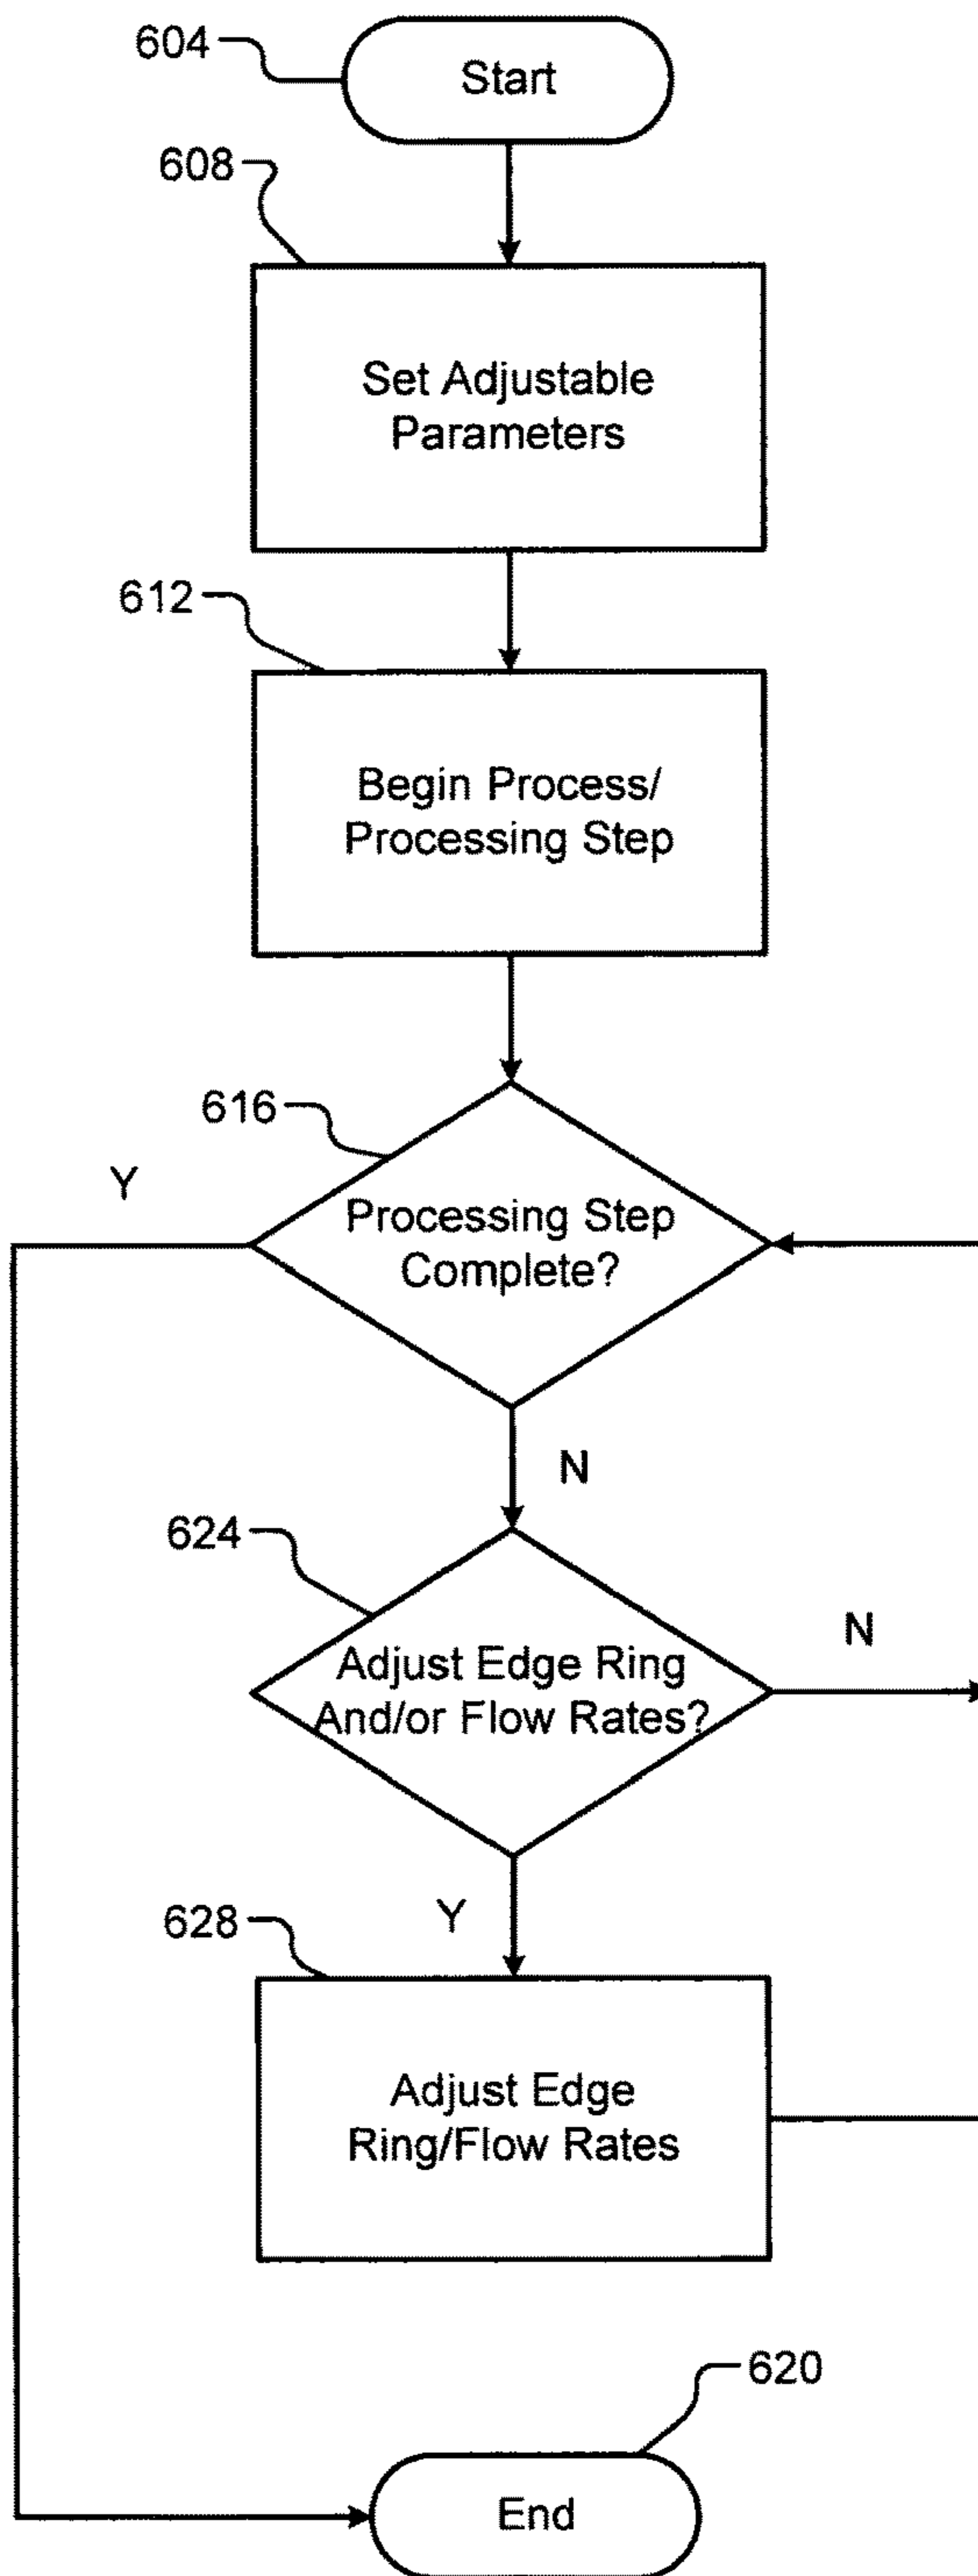 604
Start
608
Set Adjustable
Parameters
612
Begin Process/
Processing Step
616
Y
Processing Step
Complete?
N
624
N
Adjust Edge Ring
And/or Flow Rates?
Y
628
Adjust Edge
Ring/Flow Rates
620
End